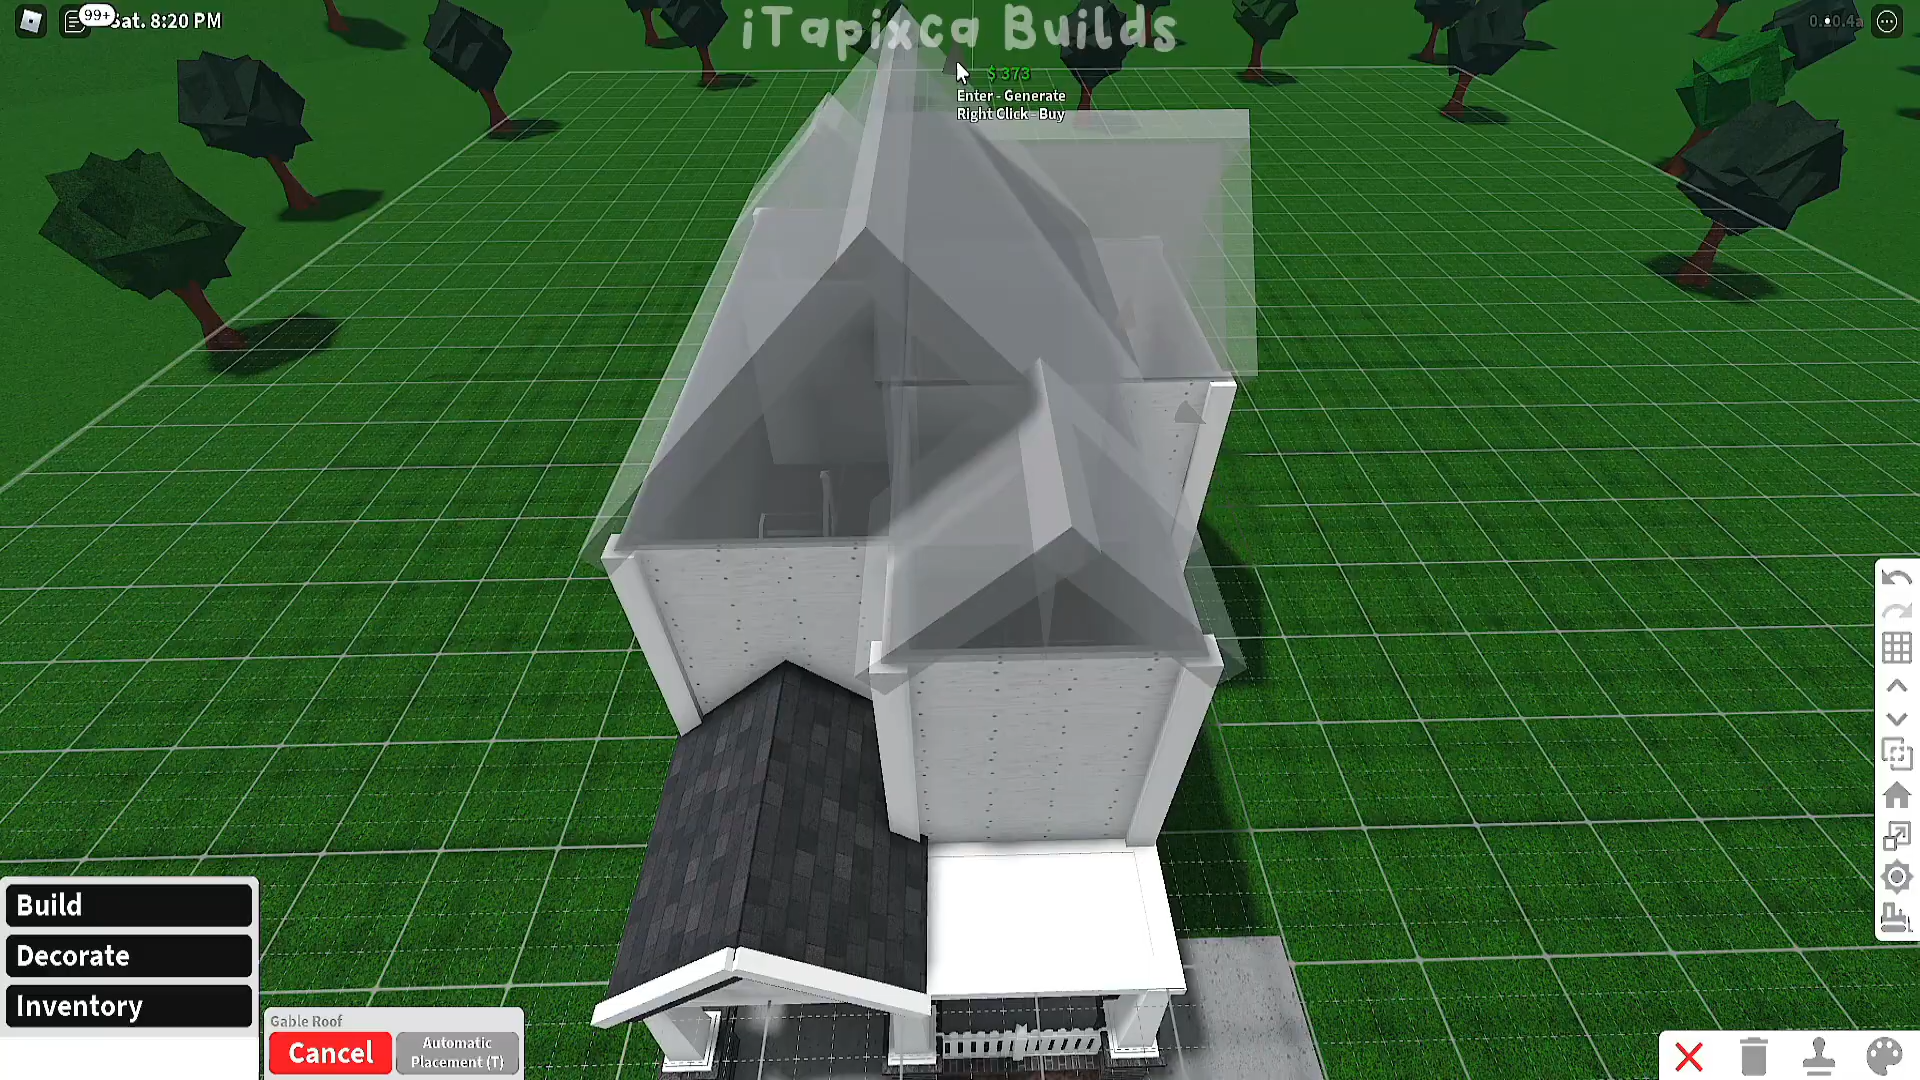 99+
Sat. 8:20 PM
iTapixca Builds
$ 373
Enter - Generate
Right Click - Buy
Build
Decorate
Inventory
Gable Roof
Cancel
Automatic
Placement (T)